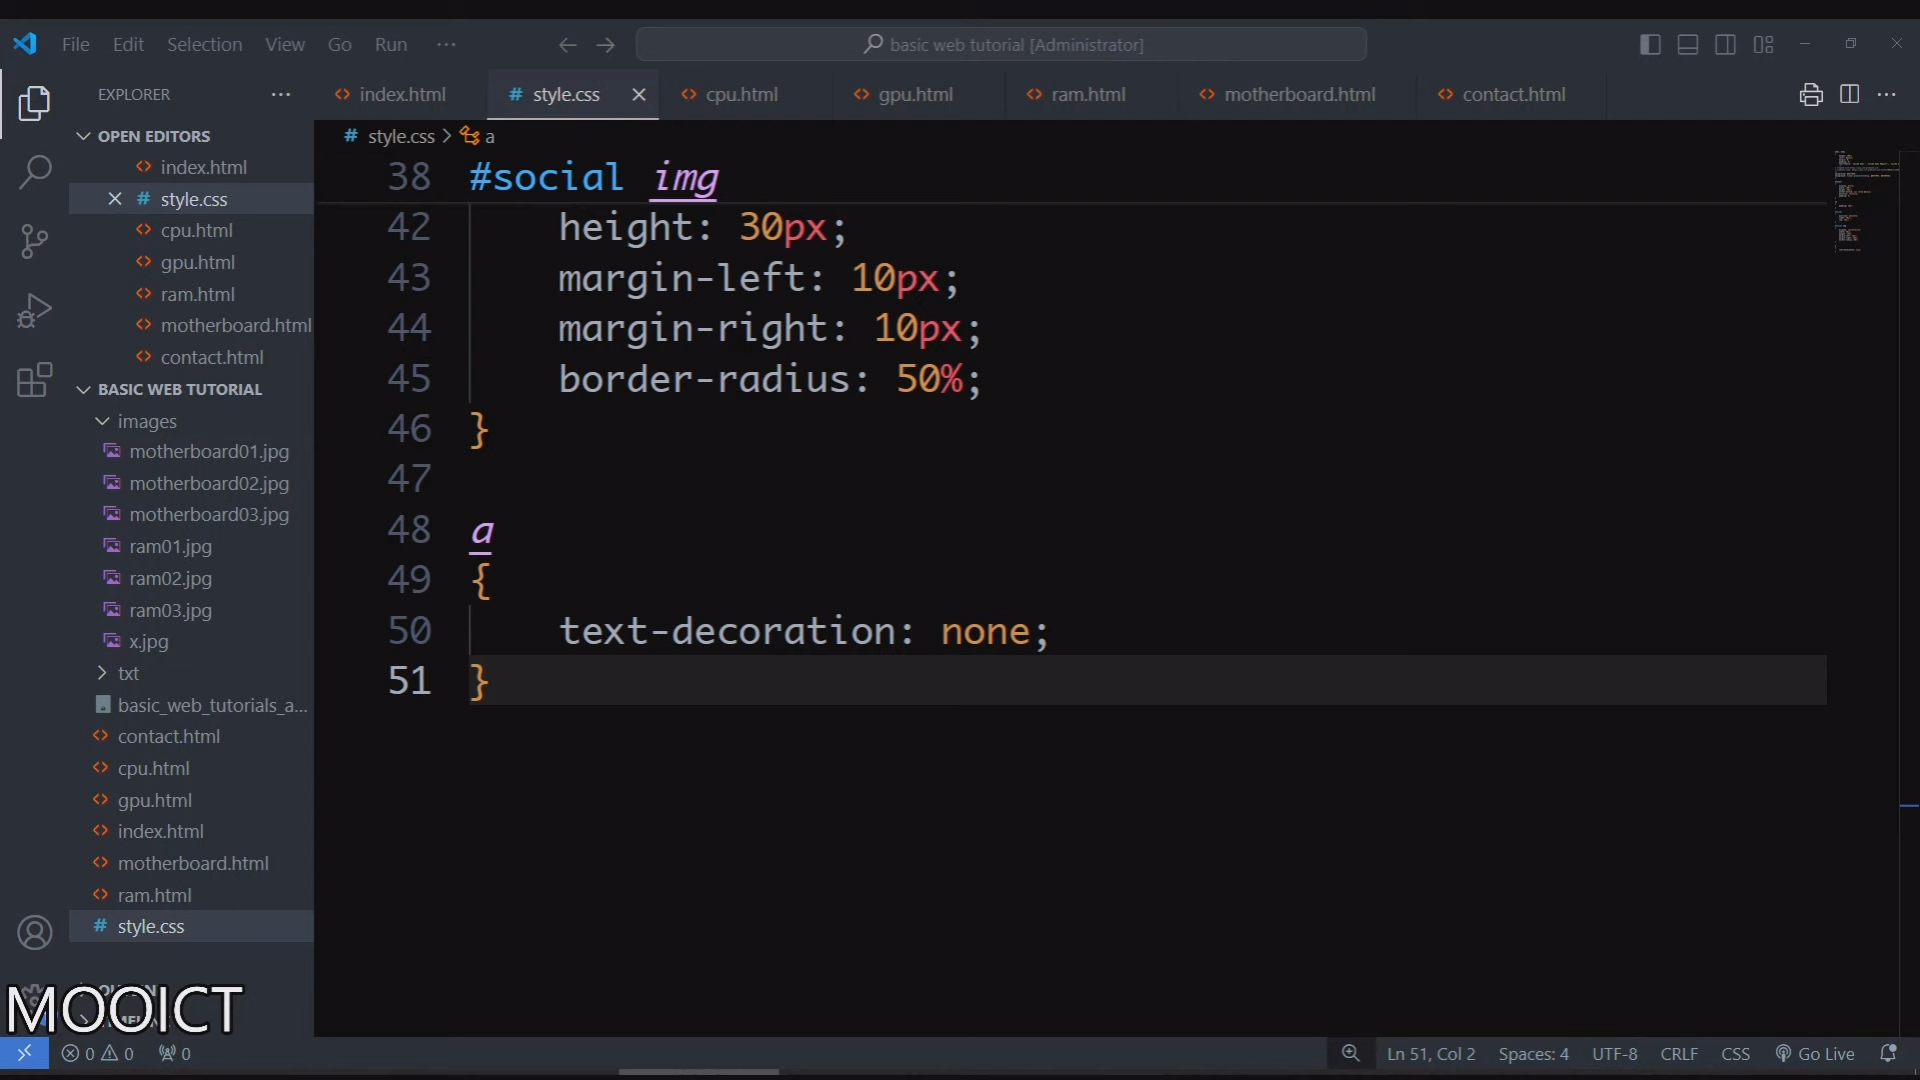 File Edit Selection View Go Run ··· basic web tutorial [Administrator]
EXPLORER ···
index.html # style.css cpu.html gpu.html ram.html motherboard.html contact.html ···
OPEN EDITORS
index.html
# style.css
cpu.html
gpu.html
ram.html
motherboard.html
contact.html
BASIC WEB TUTORIAL
images
motherboard01.jpg
motherboard02.jpg
motherboard03.jpg
ram01.jpg
ram02.jpg
ram03.jpg
x.jpg
txt
basic_web_tutorials_a...
contact.html
cpu.html
gpu.html
index.html
motherboard.html
ram.html
# style.css
# style.css > a
38 #social img
42 height: 30px;
43 margin-left: 10px;
44 margin-right: 10px;
45 border-radius: 50%;
46 }
47
48 a
49 {
50 text-decoration: none;
51 }
MOOICT
0 0 0 Ln 51, Col 2 Spaces: 4 UTF-8 CRLF CSS Go Live